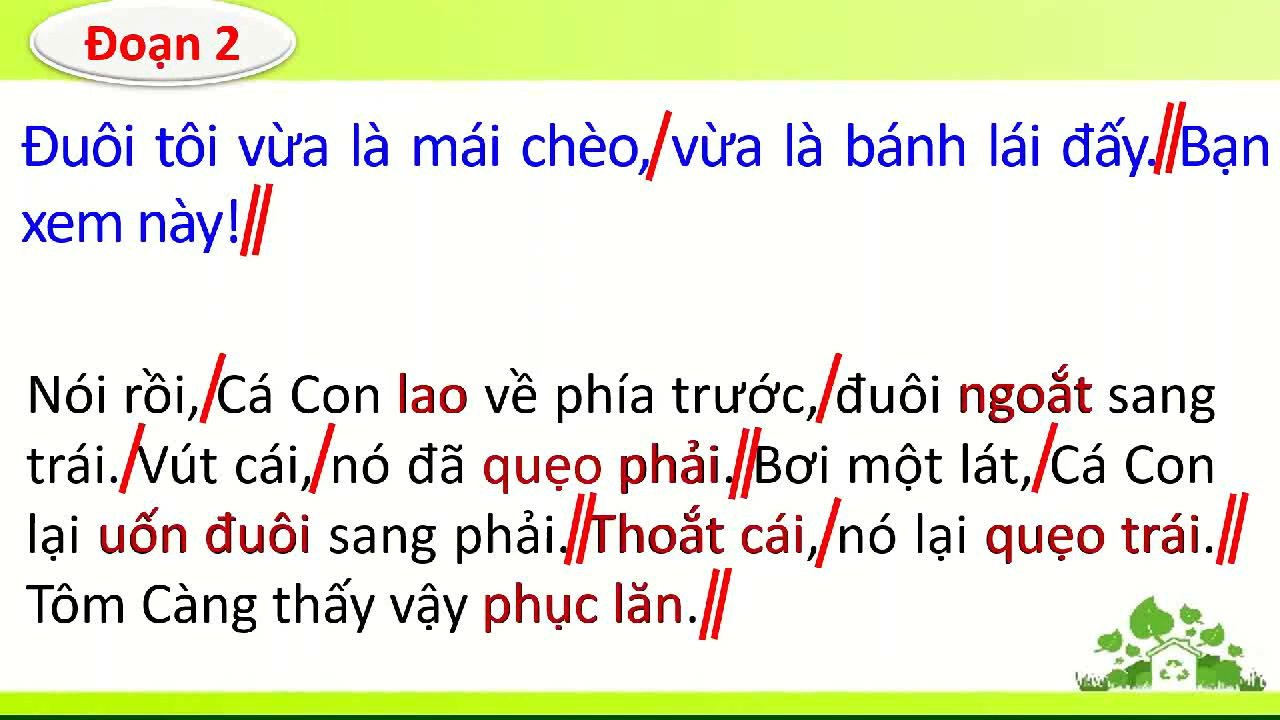 Đoạn 2
Đuôi tôi vừa là mái chèo,/ vừa là bánh lái đấy.// Bạn
xem này!//
Nói rồi,/ Cá Con lao về phía trước,/ đuôi ngoắt sang
trái./ Vút cái,/ nó đã quẹo phải.// Bơi một lát,/ Cá Con
lại uốn đuôi sang phải.// Thoắt cái,/ nó lại quẹo trái.//
Tôm Càng thấy vậy phục lăn.//